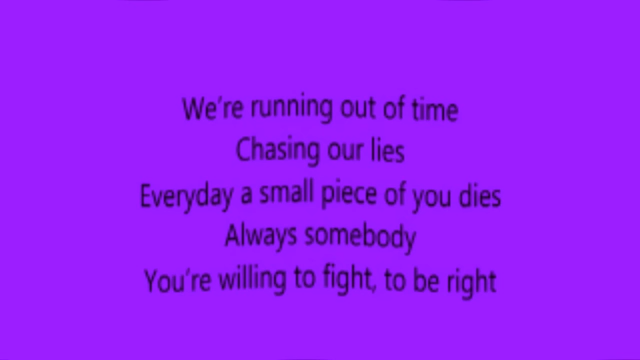 We're running out of time
Chasing our lies
Everyday a small piece of you dies
Always somebody
You're willing to fight, to be right